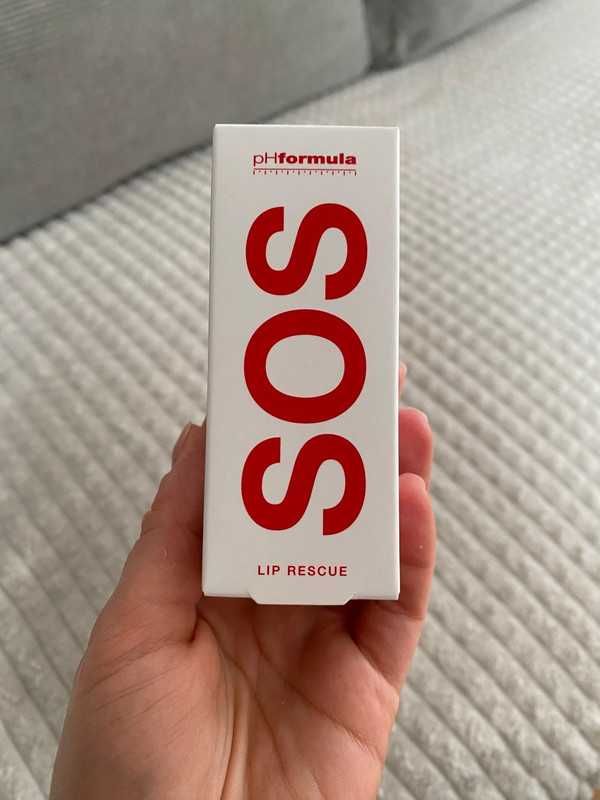 pHformula
SOS
LIP RESCUE